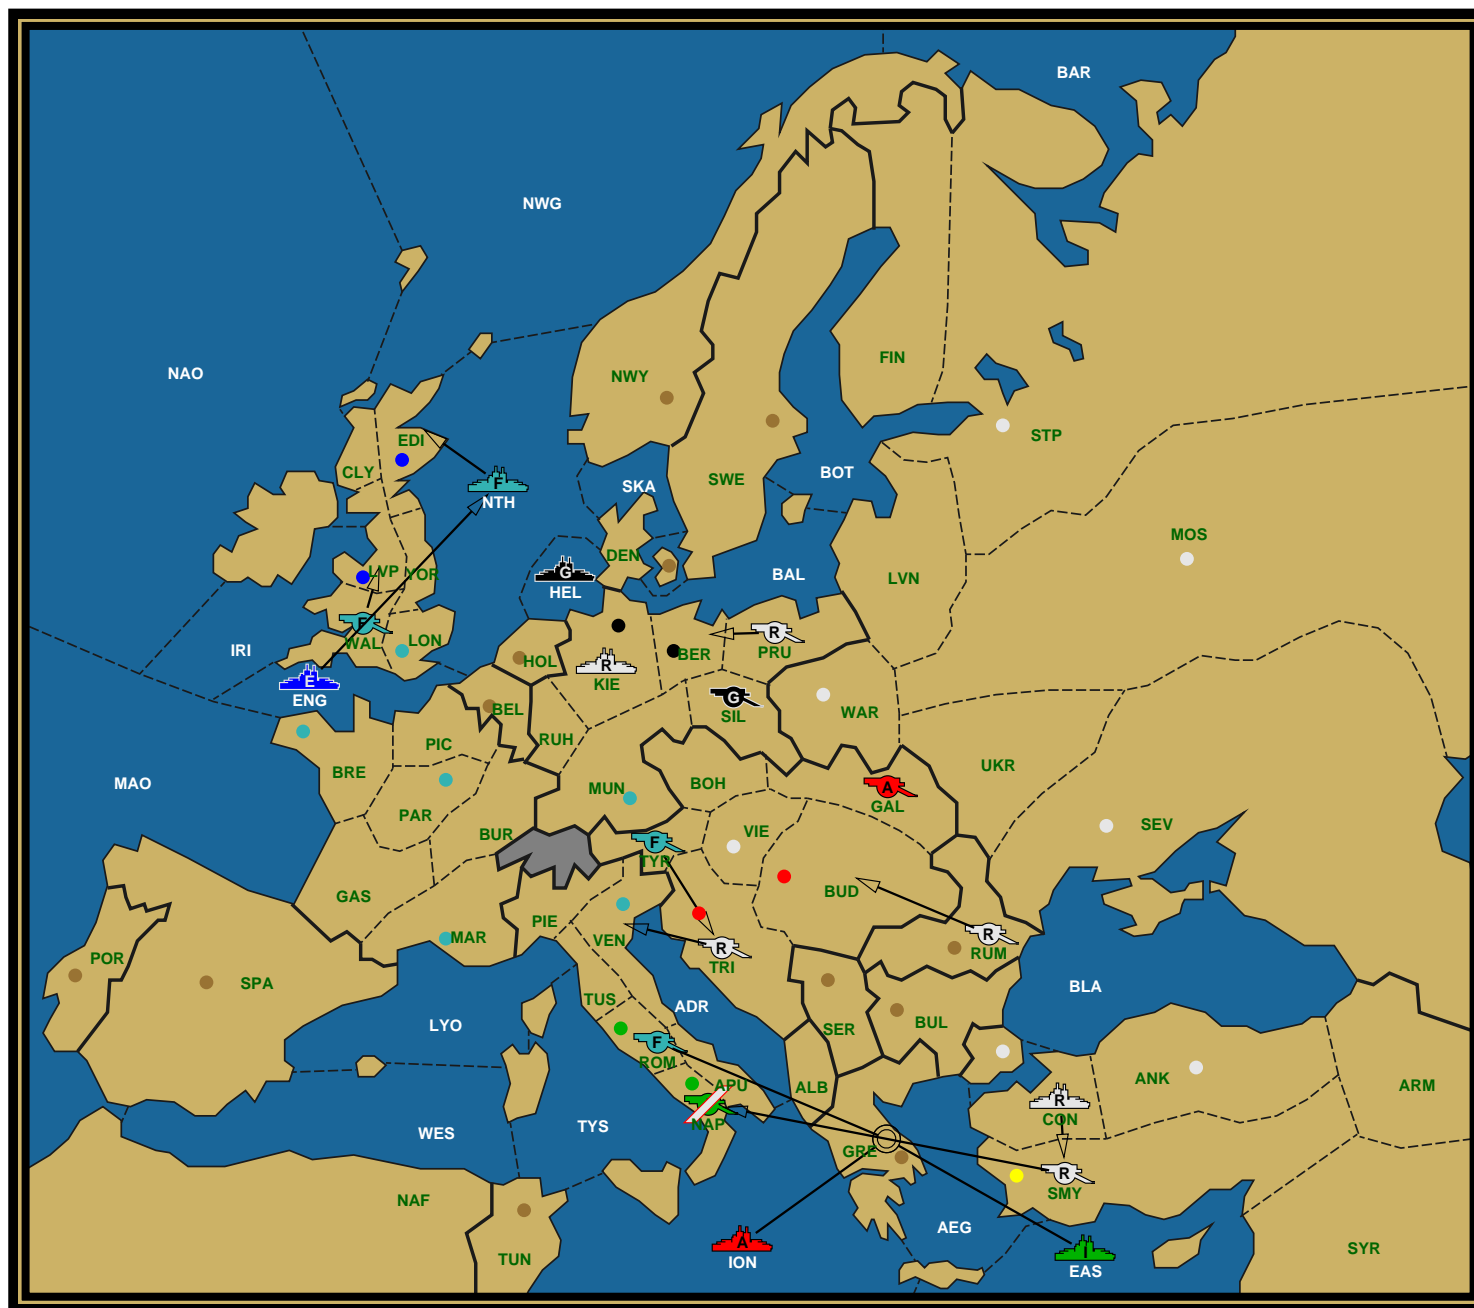 BAR
NWG
NAO
FIN
NWY
EDI
STP
CLY
BOT
SKA
SWE
F
NTH
MOS
DEN
G
HEL
BAL
LVN
LVP
YOR
F
WAL
LON
IRI
R
PRU
BER
HOL
R
KIE
E
ENG
BEL
G
SIL
WAR
PIC
RUH
BRE
UKR
MAO
MUN
BOH
A
GAL
PAR
BUR
VIE
SEV
F
TYR
BUD
GAS
PIE
MAR
VEN
R
TRI
R
RUM
POR
SPA
BLA
TUS
ADR
LYO
SER
BUL
F
ROM
ANK
ARM
APU
ALB
R
CON
NAP
WES
TYS
GRE
R
SMY
NAF
AEG
A
ION
I
EAS
SYR
TUN